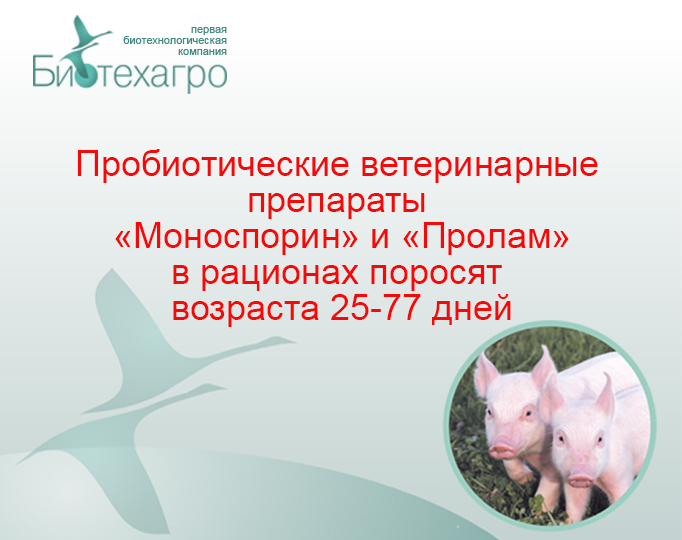 первая
биотехнологическая
компания
Биотехагро
Пробиотические ветеринарные
препараты
«Моноспорин» и «Пролам»
в рационах поросят
возраста 25-77 дней